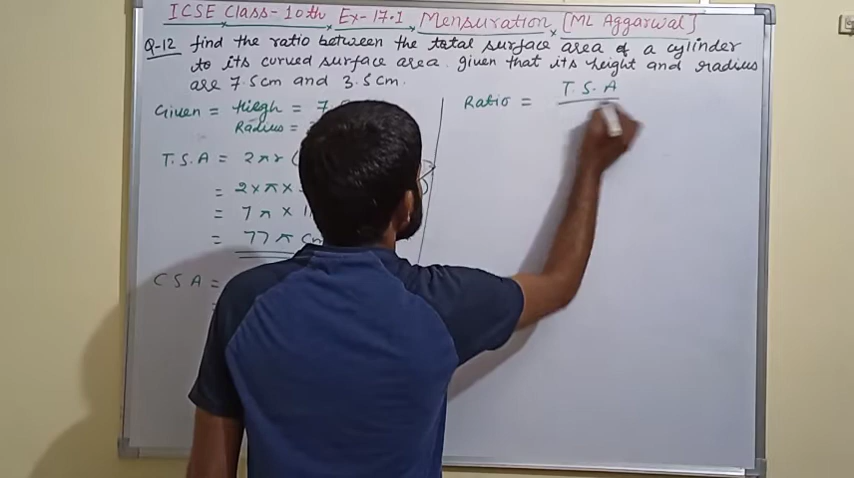 ICSE Class-10th Ex-17.1 Mensuration [ML Aggarwal]
Q-12 find the ratio between the total surface area of a cylinder
to its curved surface area. given that its height and radius
are 7.5cm and 3.5cm.
Given = Hiegh = 7
Radius =
T.S.A = 2πr (
= 2×π×
= 7π × 1
= 77π cm
CSA =
Ratio = T.S.A